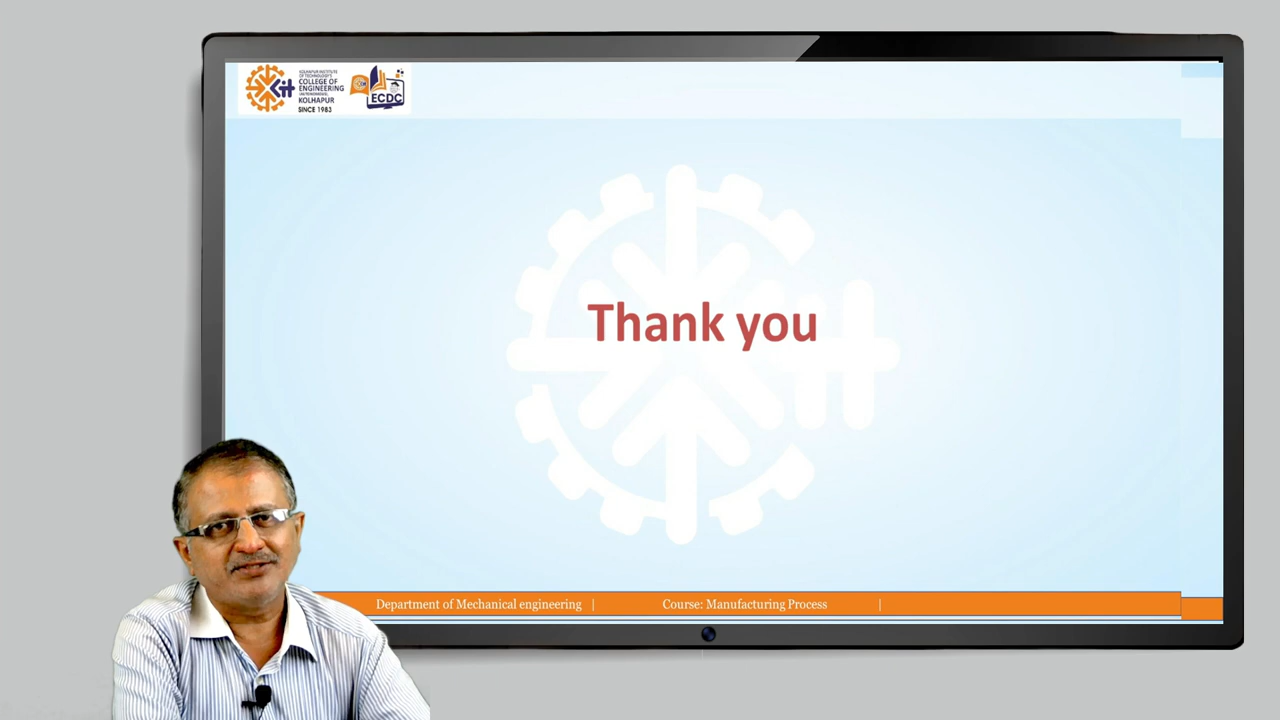 KOLHAPUR INSTITUTE
OF TECHNOLOGY'S
COLLEGE OF
ENGINEERING
(AUTONOMOUS),
KOLHAPUR
SINCE 1983
ECDC
Thank you
Department of Mechanical engineering |
Course: Manufacturing Process |